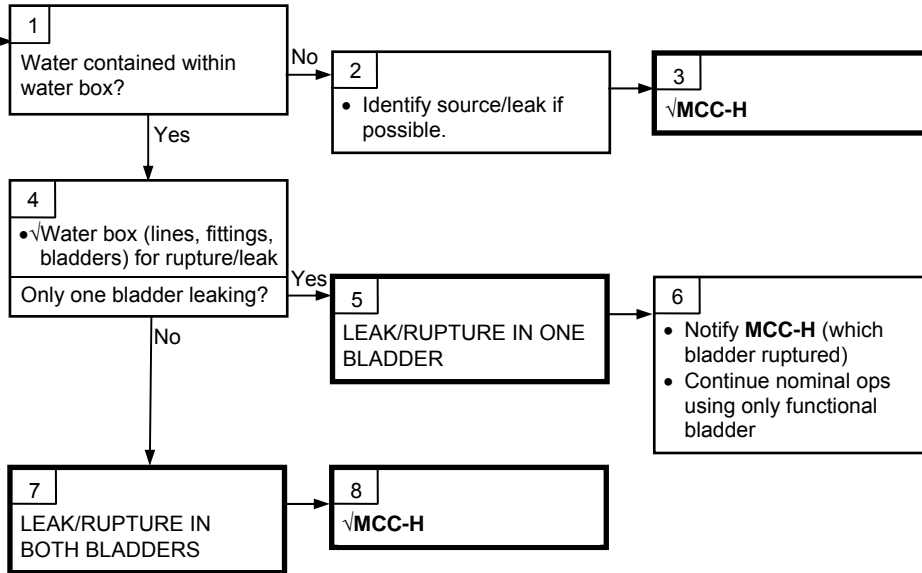 1
Water contained within
water box?
No
2
• Identify source/leak if
possible.
3
√MCC-H
Yes
4
•√Water box (lines, fittings,
bladders) for rupture/leak
Only one bladder leaking?
Yes
5
LEAK/RUPTURE IN ONE
BLADDER
6
• Notify MCC-H (which
bladder ruptured)
• Continue nominal ops
using only functional
bladder
No
7
LEAK/RUPTURE IN
BOTH BLADDERS
8
√MCC-H